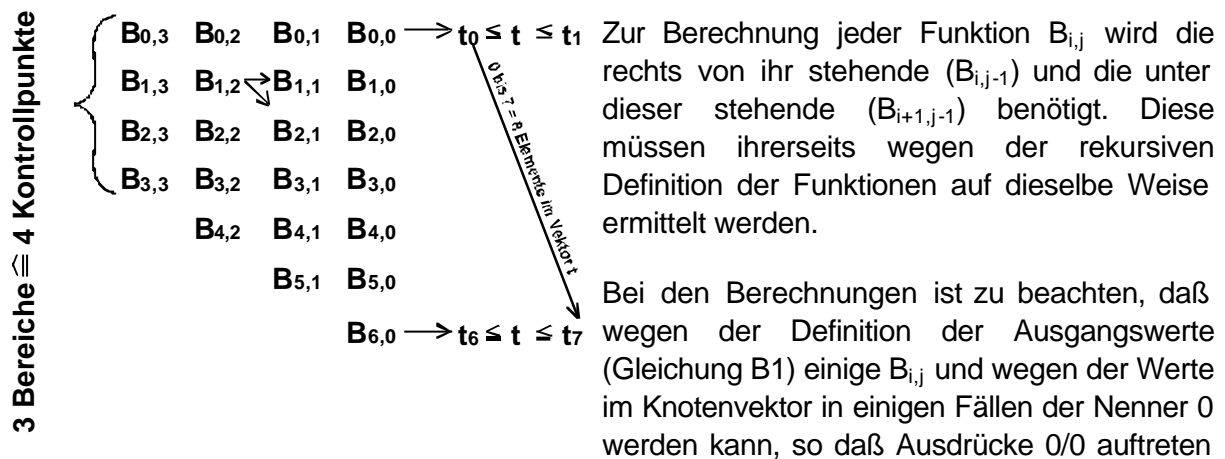 3 Bereiche ≙ 4 Kontrollpunkte
B0,3 B0,2 B0,1 B0,0 t0 ≤ t ≤ t1
B1,3 B1,2 B1,1 B1,0
B2,3 B2,2 B2,1 B2,0
B3,3 B3,2 B3,1 B3,0
B4,2 B4,1 B4,0
B5,1 B5,0
B6,0 t6 ≤ t ≤ t7
0 bis 7 = 8 Elemente im Vektor t
Zur Berechnung jeder Funktion Bi,j wird die
rechts von ihr stehende (Bi,j-1) und die unter
dieser stehende (Bi+1,j-1) benötigt. Diese
müssen ihrerseits wegen der rekursiven
Definition der Funktionen auf dieselbe Weise
ermittelt werden.
Bei den Berechnungen ist zu beachten, daß
wegen der Definition der Ausgangswerte
(Gleichung B1) einige Bi,j und wegen der Werte
im Knotenvektor in einigen Fällen der Nenner 0
werden kann, so daß Ausdrücke 0/0 auftreten